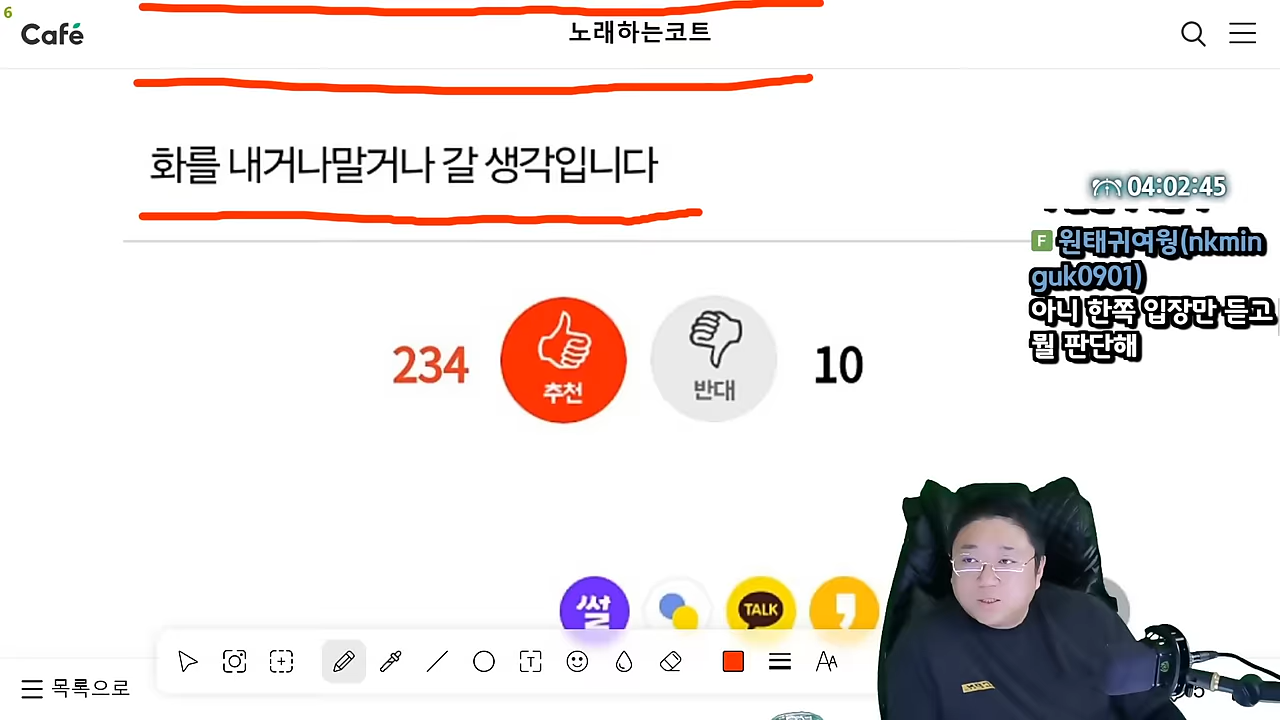 6
Café
노래하는코트
화를 내거나말거나 갈 생각입니다
04:02:45
F 원태귀여웡(nkmin
guk0901)
아니 한쪽 입장만 듣고
뭘 판단해
234 추천 반대 10
썰 TALK
T AA
목록으로